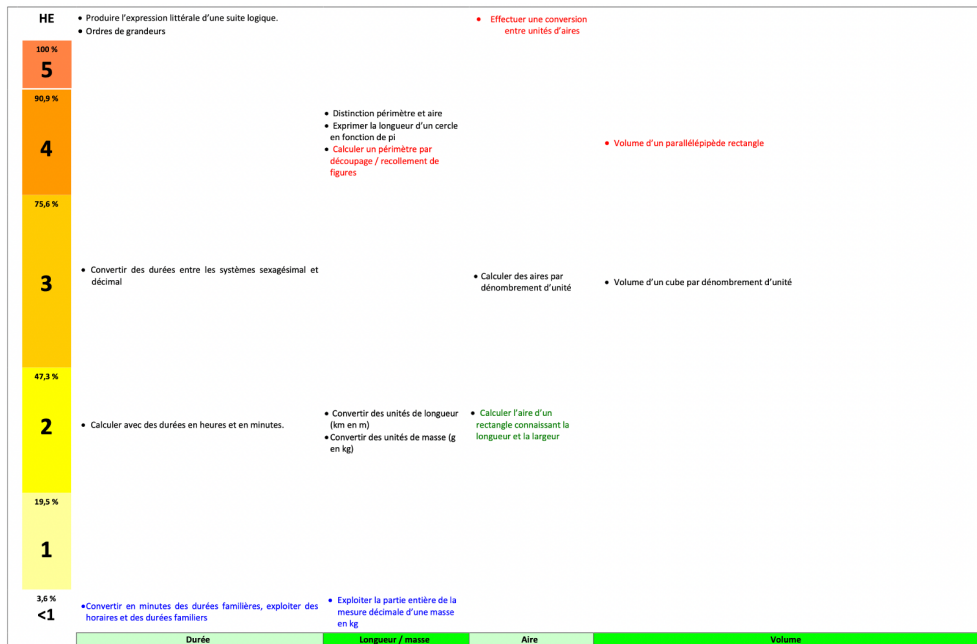 HE
• Produire l'expression littérale d'une suite logique.
• Ordres de grandeurs
• Effectuer une conversion
entre unités d'aires
100 %
5
90,9 %
4
• Distinction périmètre et aire
• Exprimer la longueur d'un cercle
en fonction de pi
• Calculer un périmètre par
découpage / recollement de
figures
• Volume d'un parallélépipède rectangle
75,6 %
3
• Convertir des durées entre les systèmes sexagésimal et
décimal
• Calculer des aires par
dénombrement d'unité
• Volume d'un cube par dénombrement d'unité
47,3 %
2
• Calculer avec des durées en heures et en minutes.
• Convertir des unités de longueur
(km en m)
• Convertir des unités de masse (g
en kg)
• Calculer l'aire d'un
rectangle connaissant la
longueur et la largeur
19,5 %
1
3,6 %
<1
•Convertir en minutes des durées familières, exploiter des
horaires et des durées familiers
• Exploiter la partie entière de la
mesure décimale d'une masse
en kg
Durée
Longueur / masse
Aire
Volume